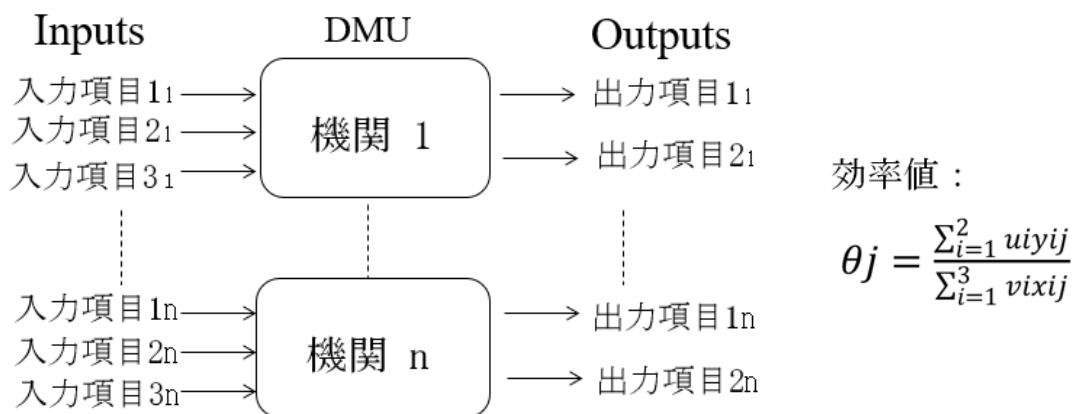 Inputs DMU Outputs
入力項目1₁
入力項目2₁
入力項目3₁
機関 1
出力項目1₁
出力項目2₁
効率値：
θj = \frac{∑_{i=1}^{2} uiyij}{∑_{i=1}^{3} vixij}
入力項目1n
入力項目2n
入力項目3n
機関 n
出力項目1n
出力項目2n